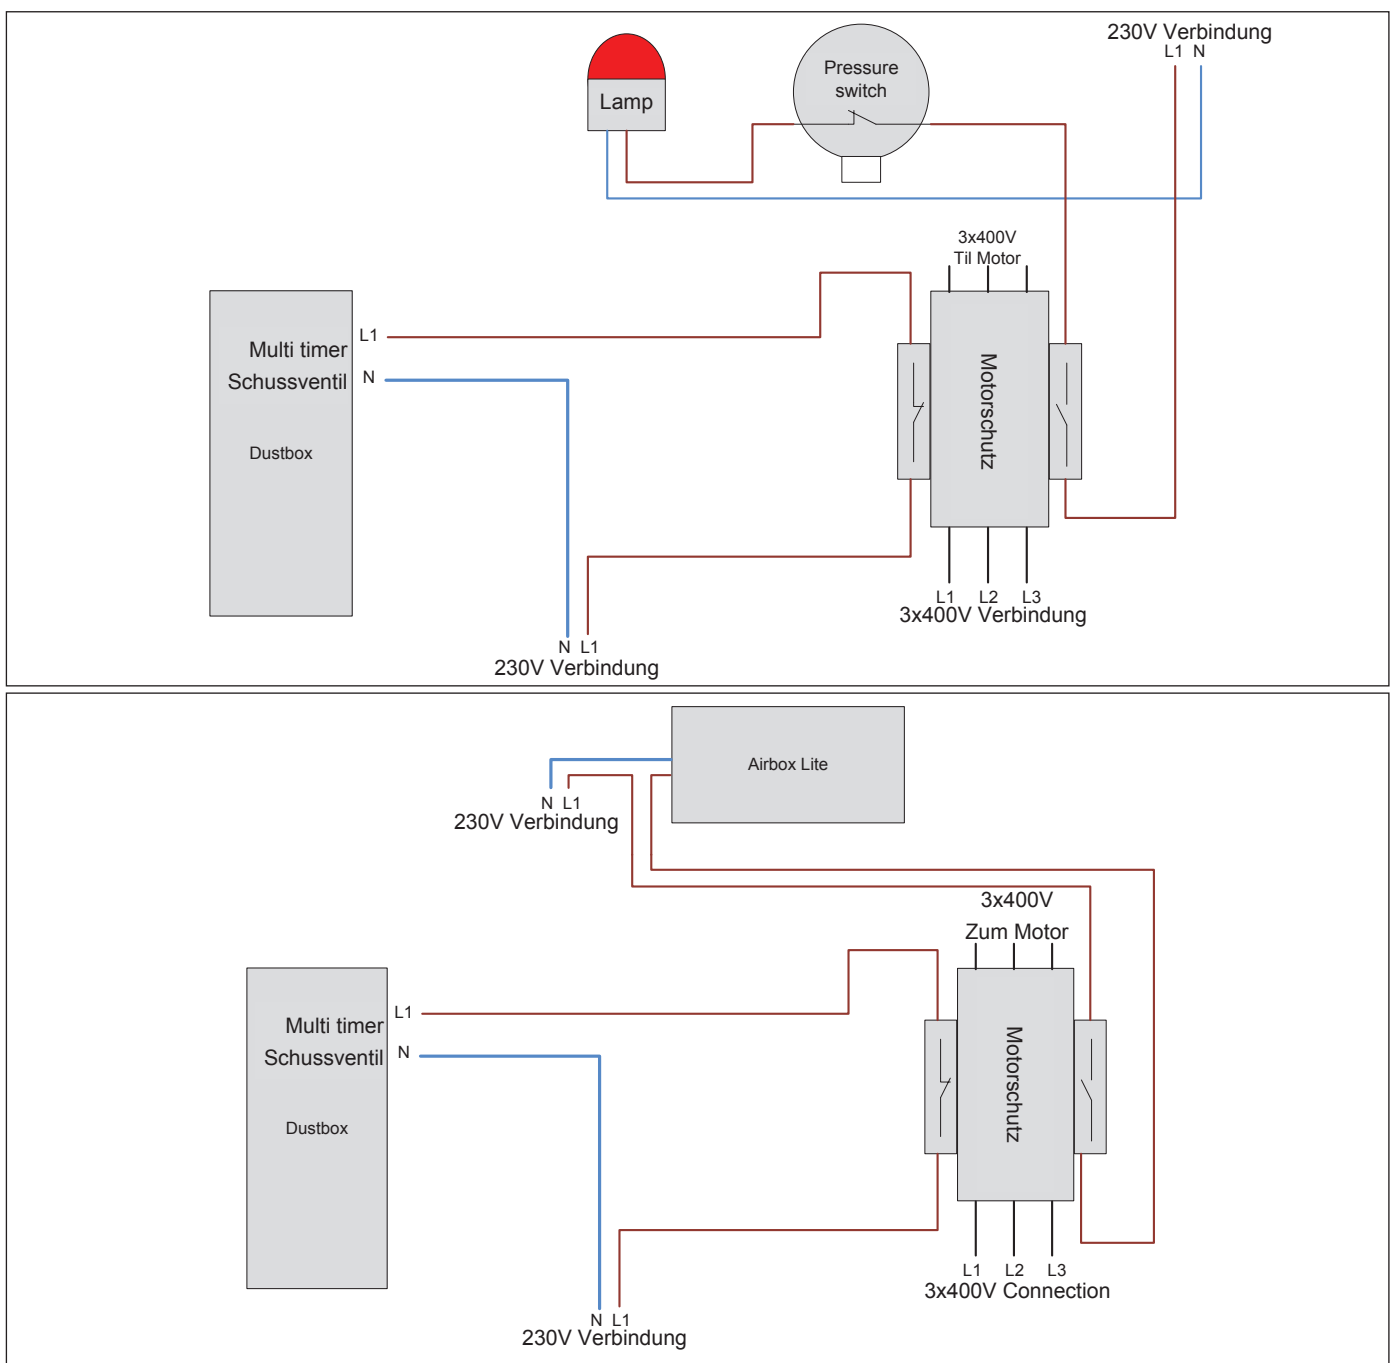 230V Verbindung
L1 N
Pressure
switch
Lamp
3x400V
Til Motor
L1
Multi timer
N
Schussventil
Dustbox
Motorschutz
L1 L2 L3
3x400V Verbindung
N L1
230V Verbindung
Airbox Lite
N L1
230V Verbindung
3x400V
Zum Motor
L1
Multi timer
N
Schussventil
Dustbox
Motorschutz
L1 L2 L3
3x400V Connection
N L1
230V Verbindung